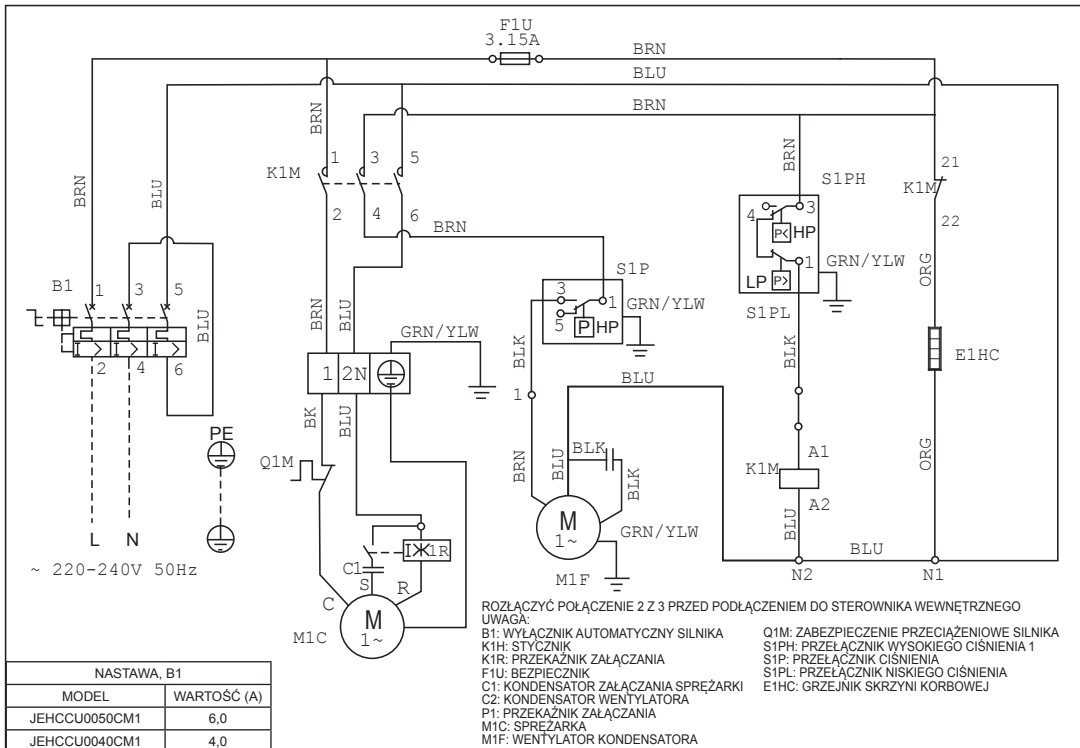 F1U
3.15A
BRN
BLU
BRN
BRN
BLU
BRN
BRN
1 3 5
K1M
2 4 6
BRN
21
K1M
22
S1PH
4 3
P< HP
1
GRN/YLW
LP P>
S1PL
ORG
B1
1 3 5
BLU
2 4 6
S1P
3 1
5
P HP
GRN/YLW
BRN
BLU
GRN/YLW
BLK
BLK
E1HC
1 2N
BLU
1
PE
BK
BLU
Q1M
BLK
BRN
BLU
BLK
K1M
A1
A2
ORG
L N
~ 220-240V 50Hz
I 1R
C1
S
C R
M
1~
M1C
M
1~
GRN/YLW
M1F
BLU
BLU
N2 N1
ROZŁĄCZYĆ POŁĄCZENIE 2 Z 3 PRZED PODŁĄCZENIEM DO STEROWNIKA WEWNĘTRZNEGO
UWAGA:
B1: WYŁĄCZNIK AUTOMATYCZNY SILNIKA
K1H: STYCZNIK
K1R: PRZEKAŹNIK ZAŁĄCZANIA
F1U: BEZPIECZNIK
C1: KONDENSATOR ZAŁĄCZANIA SPRĘŻARKI
C2: KONDENSATOR WENTYLATORA
P1: PRZEKAŹNIK ZAŁĄCZANIA
M1C: SPRĘŻARKA
M1F: WENTYLATOR KONDENSATORA
Q1M: ZABEZPIECZENIE PRZECIĄŻENIOWE SILNIKA
S1PH: PRZEŁĄCZNIK WYSOKIEGO CIŚNIENIA 1
S1P: PRZEŁĄCZNIK CIŚNIENIA
S1PL: PRZEŁĄCZNIK NISKIEGO CIŚNIENIA
E1HC: GRZEJNIK SKRZYNI KORBOWEJ
NASTAWA, B1
MODEL WARTOŚĆ (A)
JEHCCU0050CM1 6,0
JEHCCU0040CM1 4,0